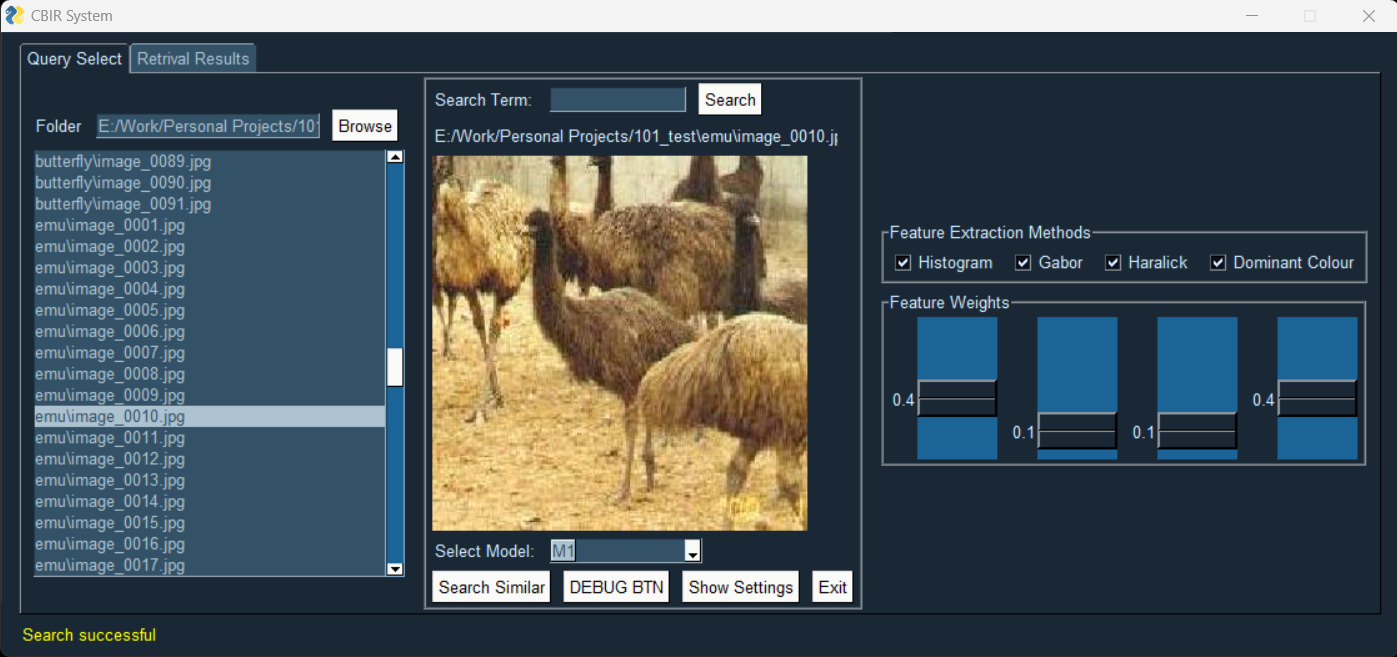 CBIR System
Query Select Retrival Results
Folder E:/Work/Personal Projects/10 Browse
butterfly\image_0089.jpg
butterfly\image_0090.jpg
butterfly\image_0091.jpg
emu\image_0001.jpg
emu\image_0002.jpg
emu\image_0003.jpg
emu\image_0004.jpg
emu\image_0005.jpg
emu\image_0006.jpg
emu\image_0007.jpg
emu\image_0008.jpg
emu\image_0009.jpg
emu\image_0010.jpg
emu\image_0011.jpg
emu\image_0012.jpg
emu\image_0013.jpg
emu\image_0014.jpg
emu\image_0015.jpg
emu\image_0016.jpg
emu\image_0017.jpg
Search Term: Search
E:/Work/Personal Projects/101_test\emu\image_0010.j
Select Model: M1
Search Similar DEBUG BTN Show Settings Exit
Feature Extraction Methods
Histogram Gabor Haralick Dominant Colour
Feature Weights
0.4 0.1 0.1 0.4
Search successful